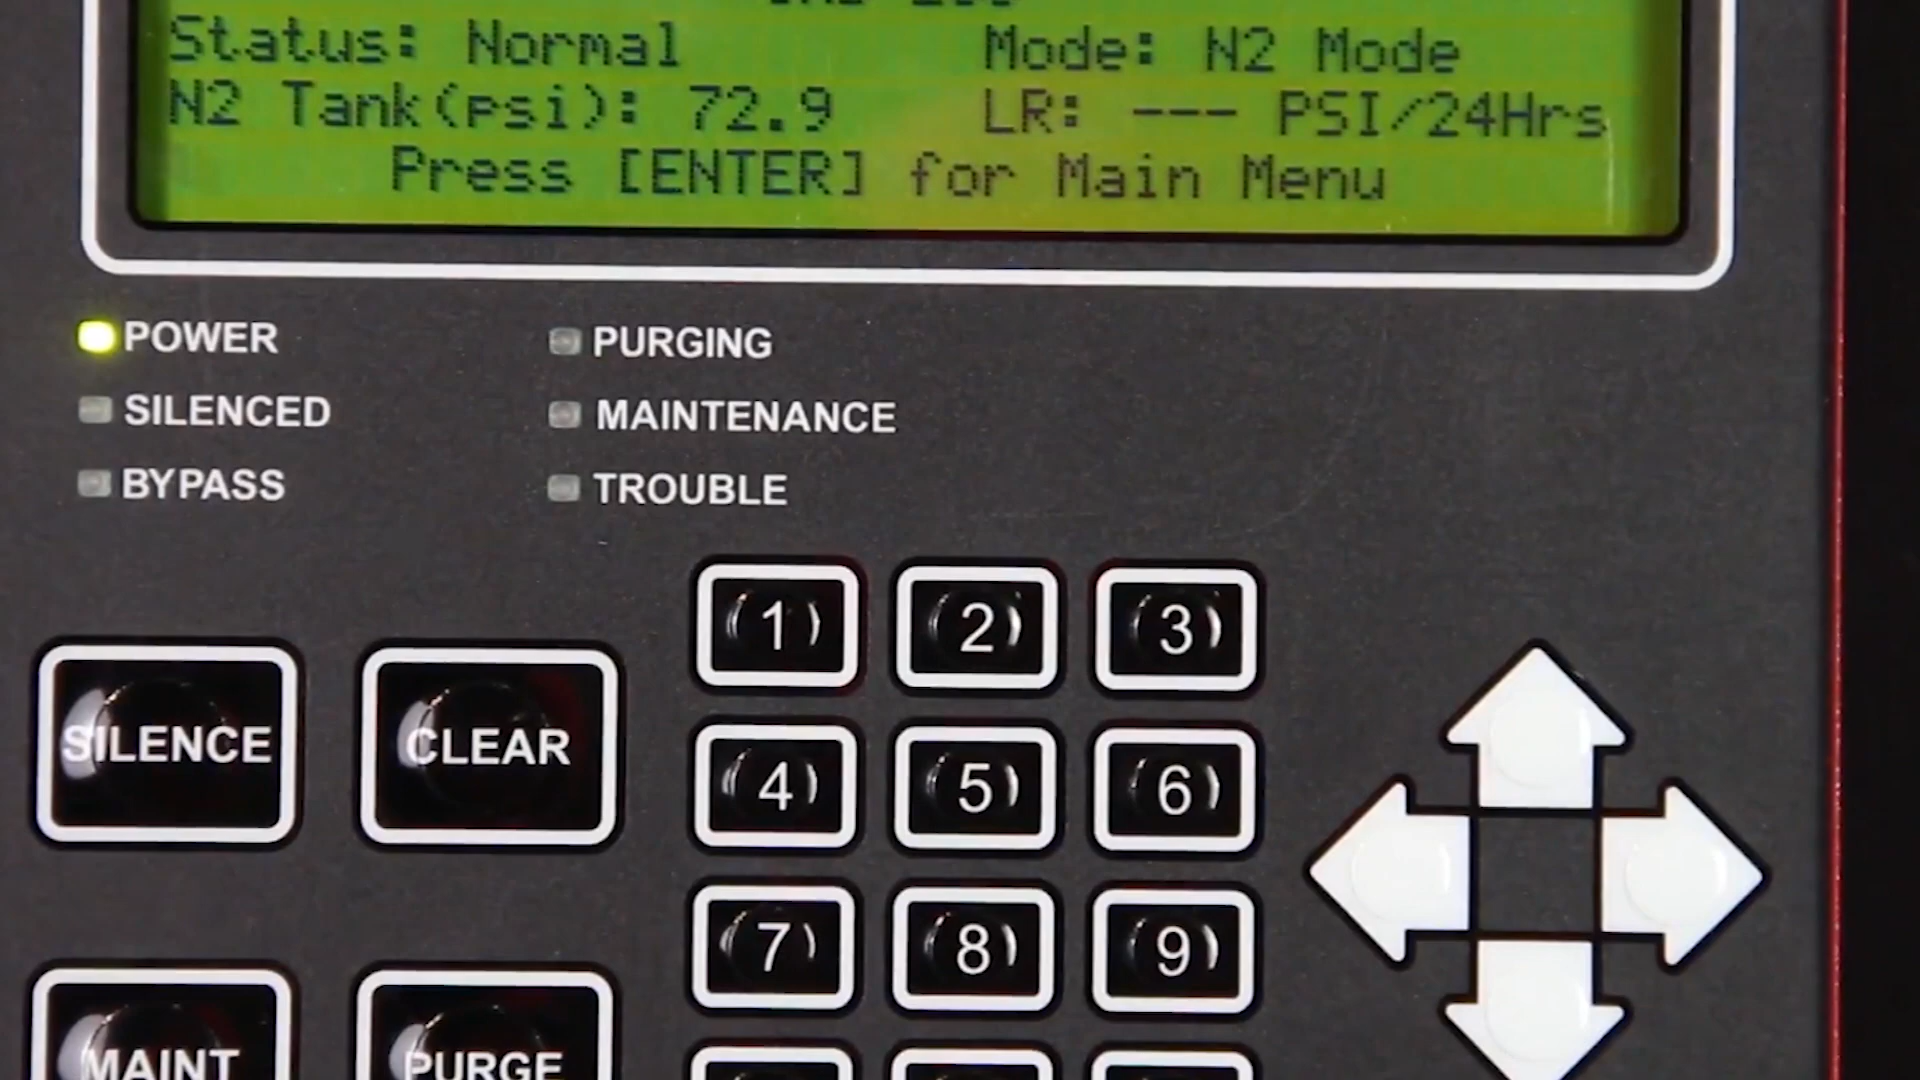 Status: Normal Mode: N2 Mode
N2 Tank(psi): 72.9 LR: --- PSI/24Hrs
Press [ENTER] for Main Menu
POWER PURGING
SILENCED MAINTENANCE
BYPASS TROUBLE
1 2 3
SILENCE CLEAR
4 5 6
7 8 9
MAINT PURGE